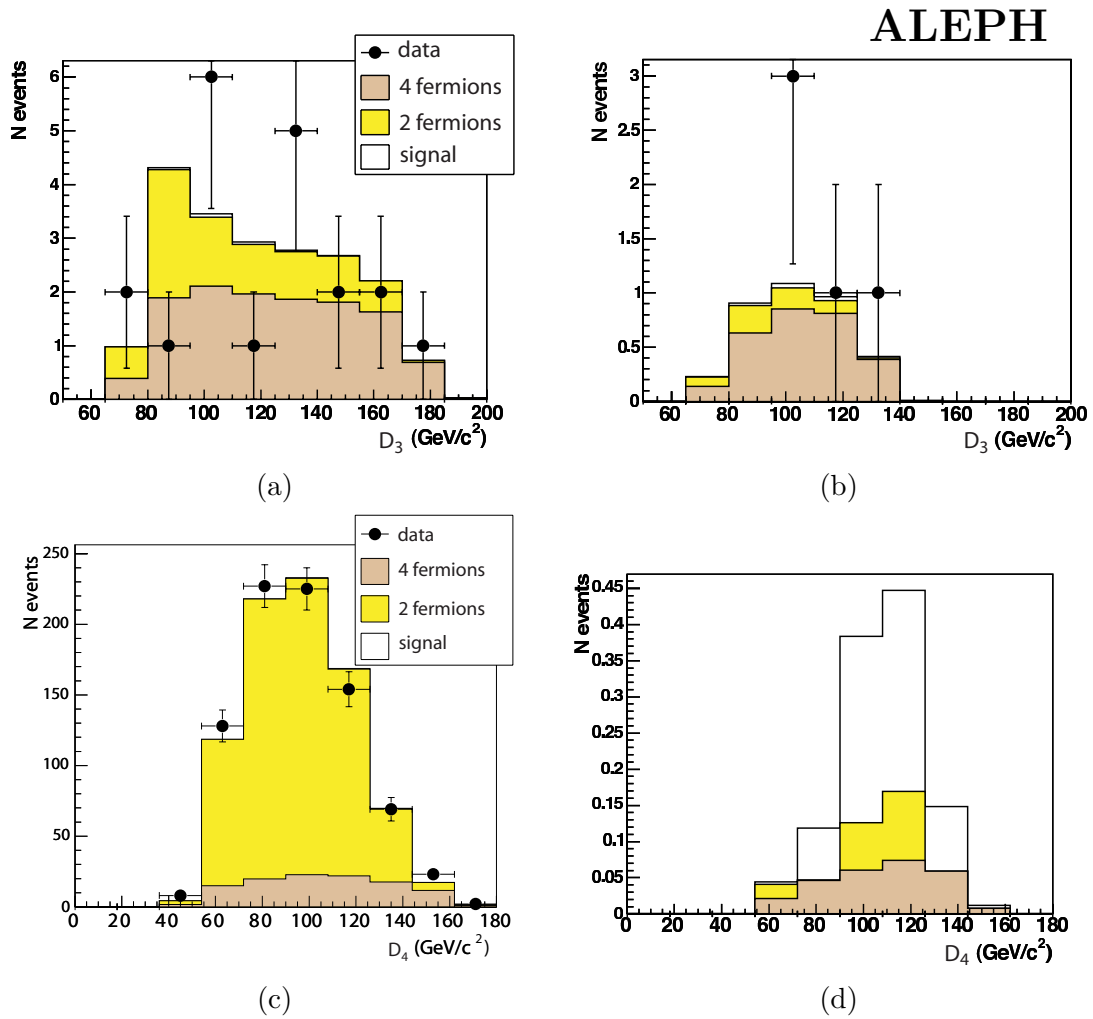 ALEPH
N events
6
5
4
3
2
1
0
60 80 100 120 140 160 180 200
D3 (GeV/c2)
data
4 fermions
2 fermions
signal
(a)
N events
3
2.5
2
1.5
1
0.5
0
60 80 100 120 140 160 180 200
D3 (GeV/c2)
(b)
N events
250
200
150
100
50
0
0 20 40 60 80 100 120 140 160 180
D4 (GeV/c 2)
data
4 fermions
2 fermions
signal
(c)
N events
0.45
0.4
0.35
0.3
0.25
0.2
0.15
0.1
0.05
0
0 20 40 60 80 100 120 140 160 180
D4 (GeV/c2)
(d)